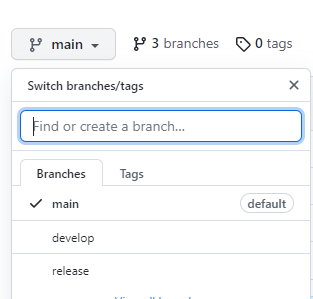 main
3 branches
0 tags
Switch branches/tags
Find or create a branch...
Branches
Tags
main
default
develop
release